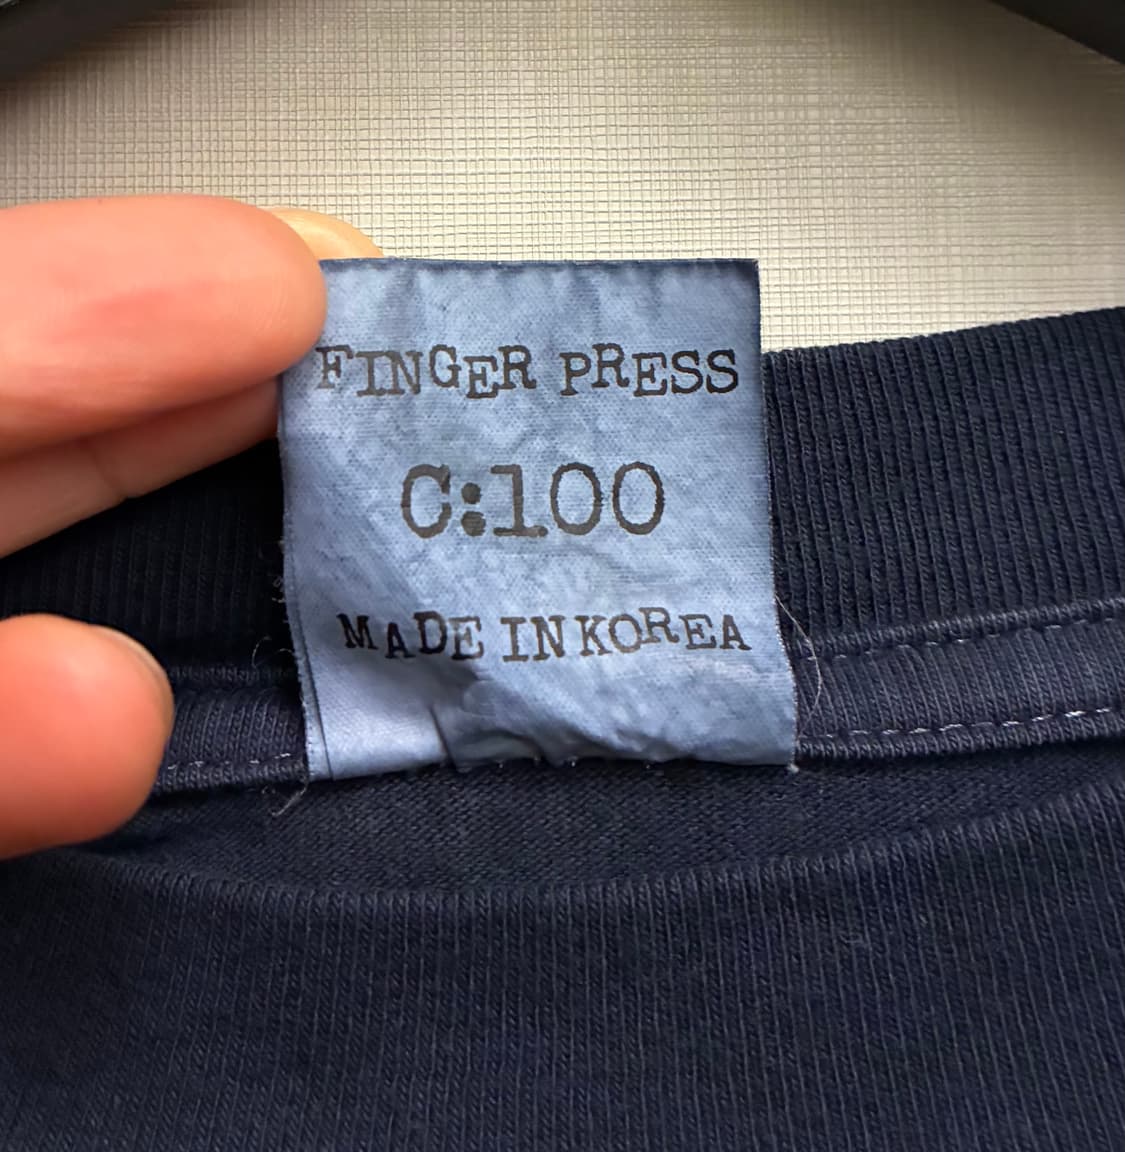 FINGER PRESS
C:100
MADE IN KOREA